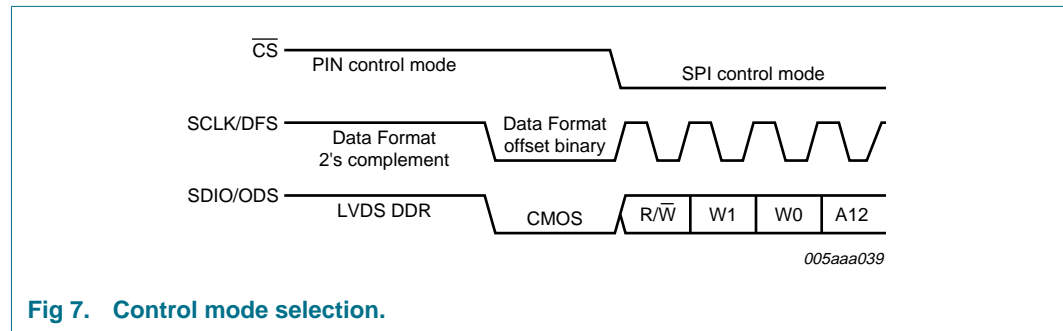 C̅S̅
PIN control mode
SPI control mode
SCLK/DFS
Data Format
2's complement
Data Format
offset binary
SDIO/ODS
LVDS DDR
CMOS
R/W̅
W1
W0
A12
005aaa039
Fig 7. Control mode selection.